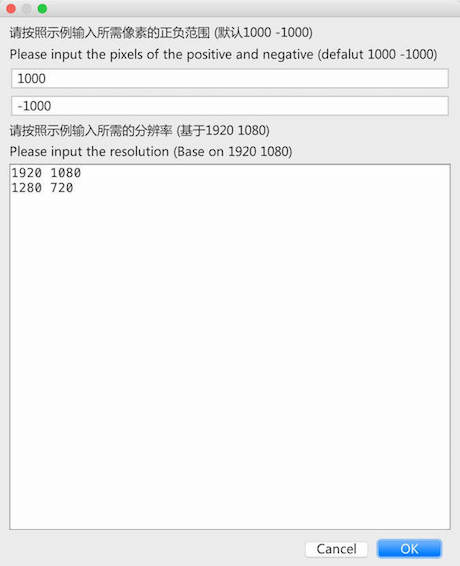 请按照示例输入所需像素的正负范围 (默认1000 -1000)
Please input the pixels of the positive and negative (defalut 1000 -1000)
1000
-1000
请按照示例输入所需的分辨率 (基于1920 1080)
Please input the resolution (Base on 1920 1080)
1920 1080
1280 720
Cancel
OK